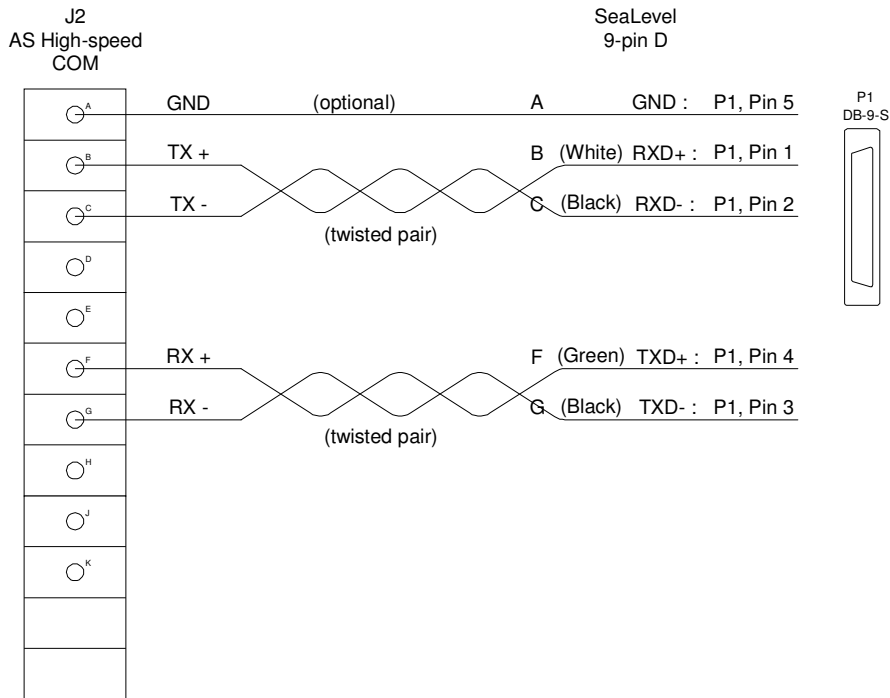 J2
AS High-speed
COM
SeaLevel
9-pin D
P1
DB-9-S
A GND (optional) A GND : P1, Pin 5
B TX + B (White) RXD+ : P1, Pin 1
C TX - C (Black) RXD- : P1, Pin 2
(twisted pair)
D
E
F RX + F (Green) TXD+ : P1, Pin 4
G RX - G (Black) TXD- : P1, Pin 3
(twisted pair)
H
J
K